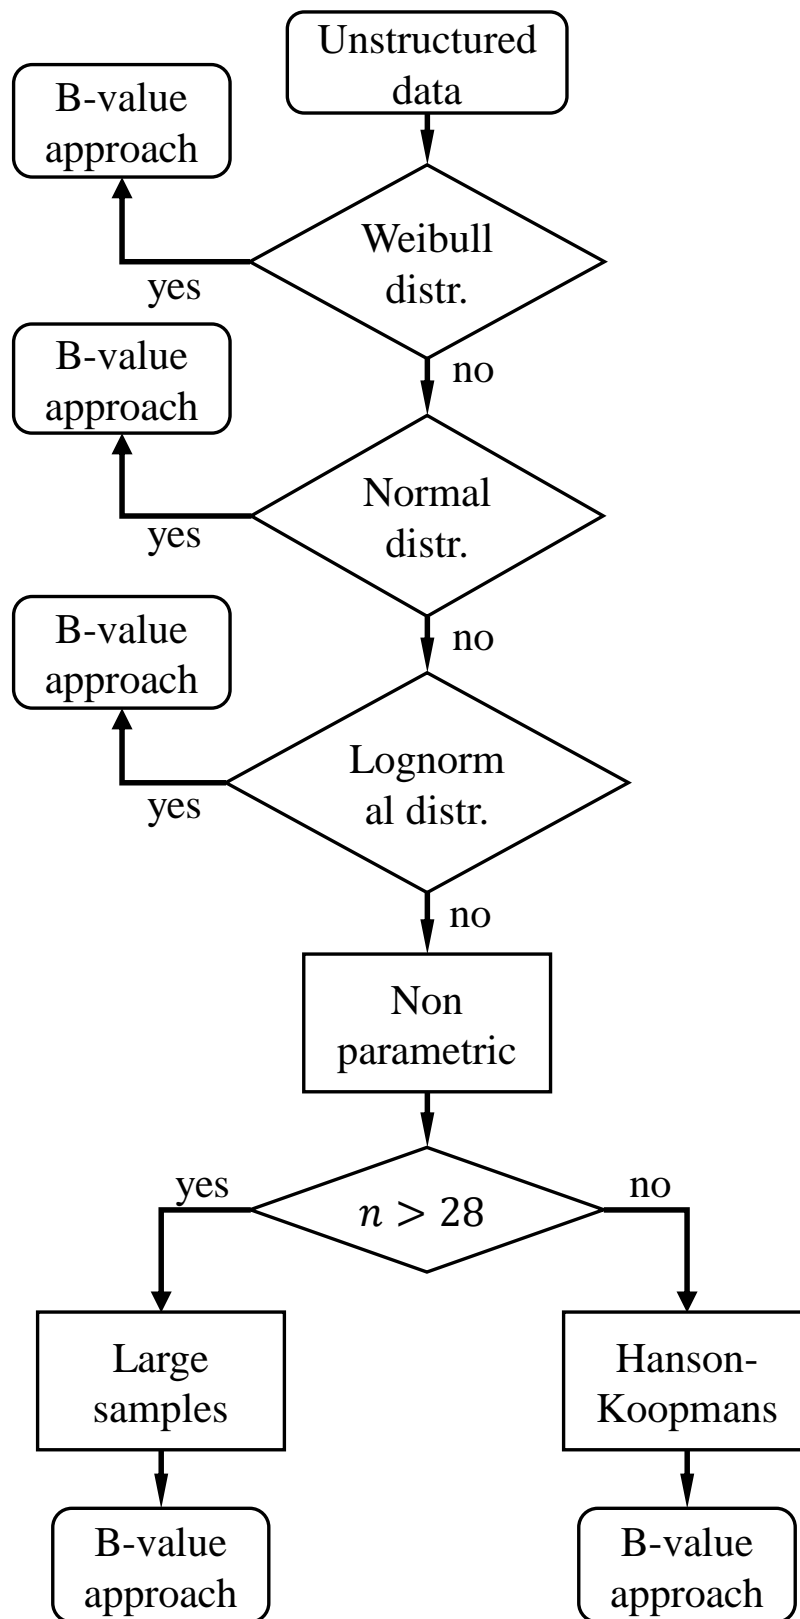 Unstructured
data
B-value
approach
Weibull
distr.
yes
no
B-value
approach
Normal
distr.
yes
no
B-value
approach
Lognorm
al distr.
yes
no
Non
parametric
yes
no
n > 28
Large
samples
Hanson-
Koopmans
B-value
approach
B-value
approach